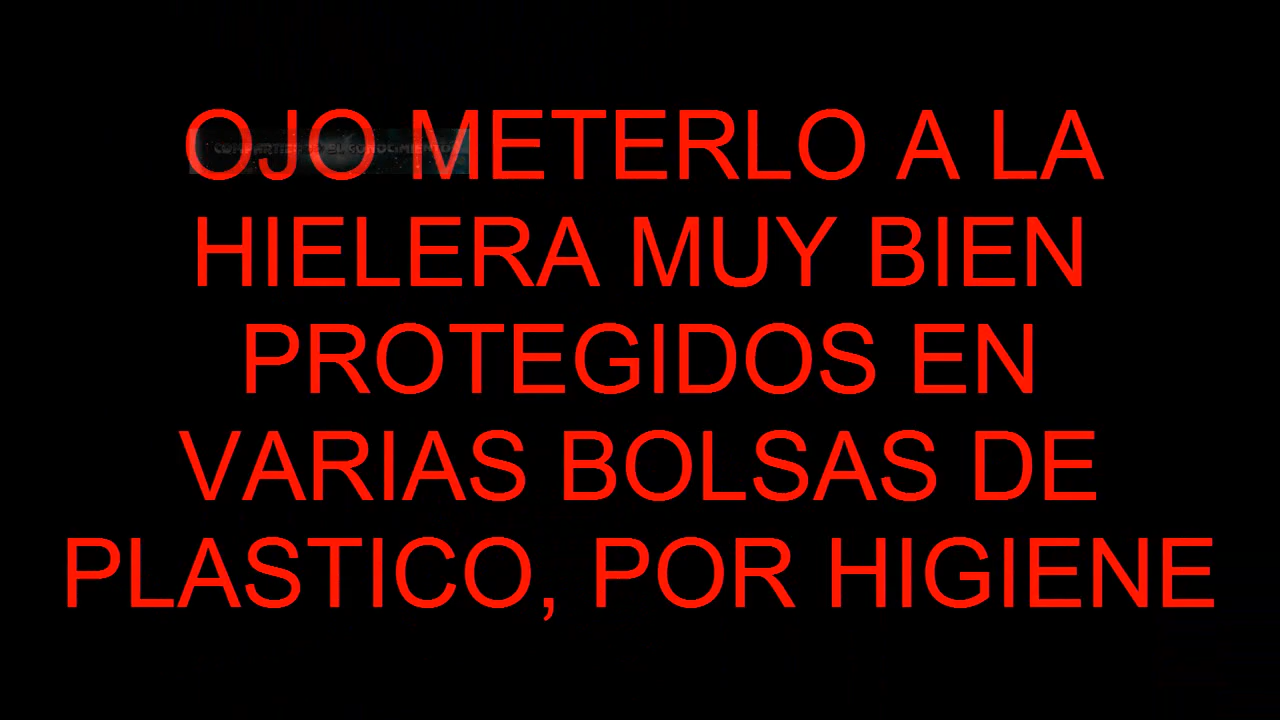 OJO METERLO A LA
HIELERA MUY BIEN
PROTEGIDOS EN
VARIAS BOLSAS DE
PLASTICO, POR HIGIENE